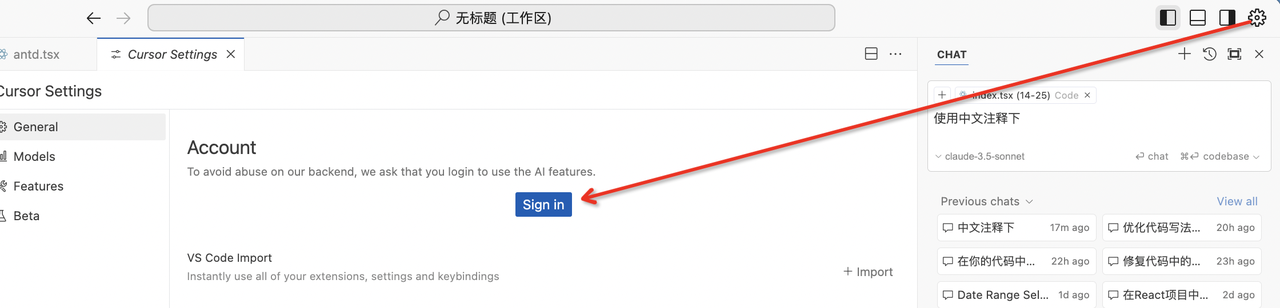 无标题 (工作区)
antd.tsx
Cursor Settings
CHAT
Cursor Settings
General
Models
Features
Beta
Account
To avoid abuse on our backend, we ask that you login to use the AI features.
Sign in
VS Code Import
Instantly use all of your extensions, settings and keybindings
Import
index.tsx (14-25) Code
使用中文注释下
claude-3.5-sonnet
chat
⌘⏎ codebase
Previous chats
View all
中文注释下 17m ago
优化代码写法... 20h ago
在你的代码中... 22h ago
修复代码中的... 23h ago
Date Range Sel... 1d ago
在React项目中... 2d ago